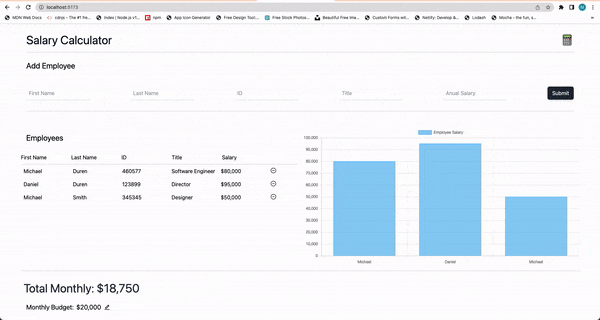 localhost:5173
MDN Web Docs
cdnjs - The #1 fre...
Index | Node.js v1...
npm
App Icon Generator
Free Design Tool...
Free Stock Photos...
Beautiful Free Ima...
Custom Forms wit...
Netlify: Develop &...
Lodash
Mocha - the fun, s...
Salary Calculator
Add Employee
First Name Last Name ID Title Anual Salary Submit
Employees
First Name Last Name ID Title Salary
Michael Duren 460577 Software Engineer $80,000
Daniel Duren 123899 Director $95,000
Michael Smith 345345 Designer $50,000
Employee Salary
100,000
90,000
80,000
70,000
60,000
50,000
40,000
30,000
20,000
10,000
0
Michael Daniel Michael
Total Monthly: $18,750
Monthly Budget: $20,000